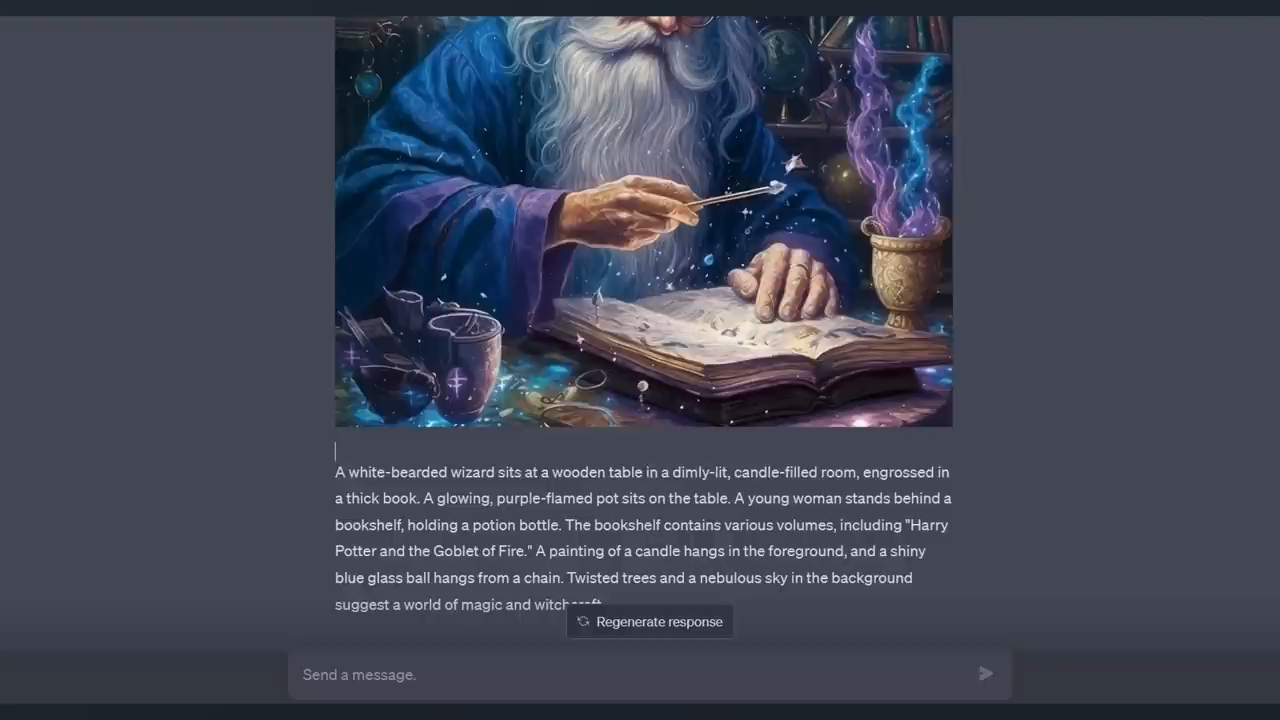 A white-bearded wizard sits at a wooden table in a dimly-lit, candle-filled room, engrossed in
a thick book. A glowing, purple-flamed pot sits on the table. A young woman stands behind a
bookshelf, holding a potion bottle. The bookshelf contains various volumes, including "Harry
Potter and the Goblet of Fire." A painting of a candle hangs in the foreground, and a shiny
blue glass ball hangs from a chain. Twisted trees and a nebulous sky in the background
suggest a world of magic and witchcraft.
Regenerate response
Send a message.